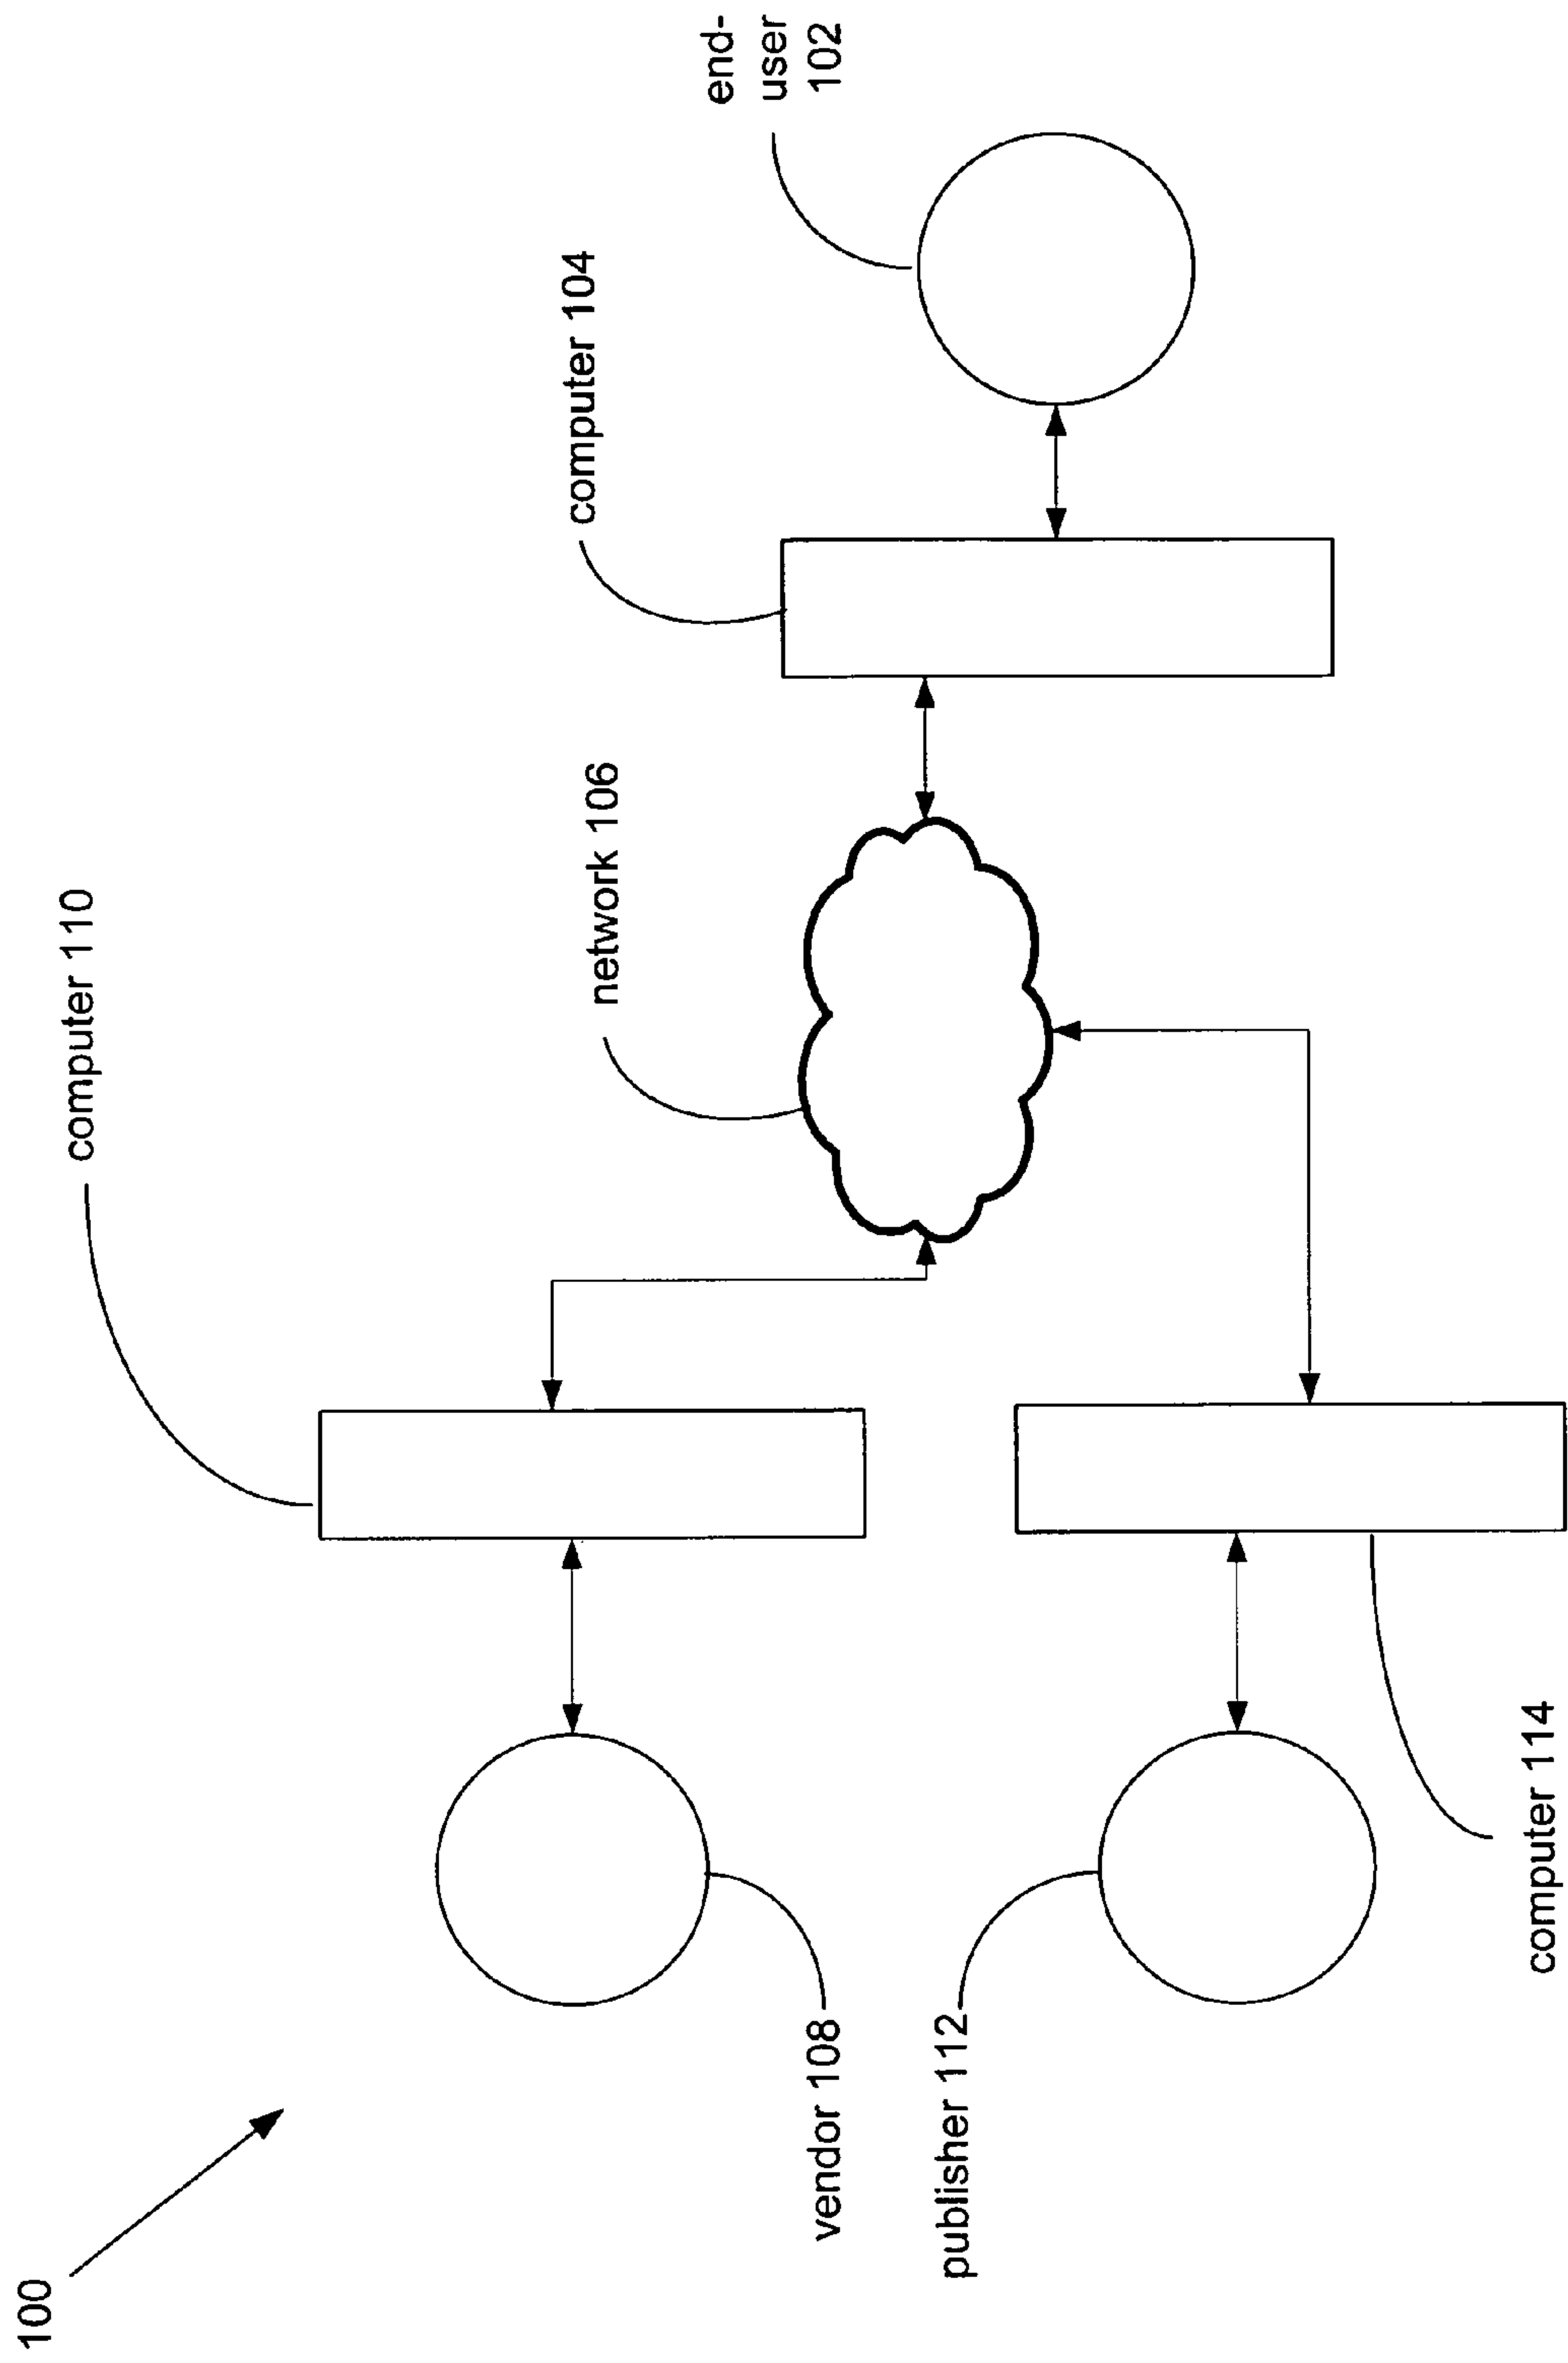 100
computer 110
network 106
computer 104
end-
user
102
vendor 108
publisher 112
computer 114